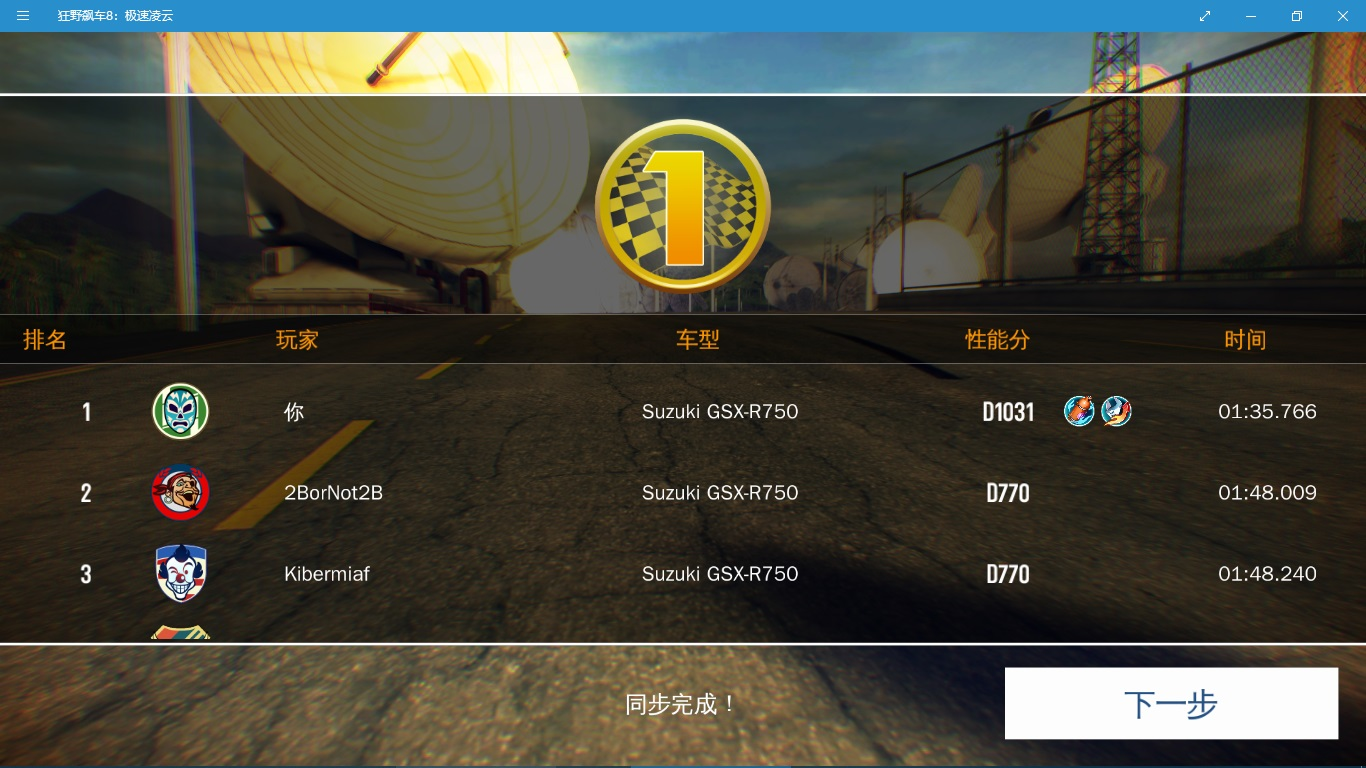 狂野飙车8：极速凌云
1
排名 玩家 车型 性能分 时间
1 你 Suzuki GSX-R750 D1031 01:35.766
2 2BorNot2B Suzuki GSX-R750 D770 01:48.009
3 Kibermiaf Suzuki GSX-R750 D770 01:48.240
同步完成！
下一步